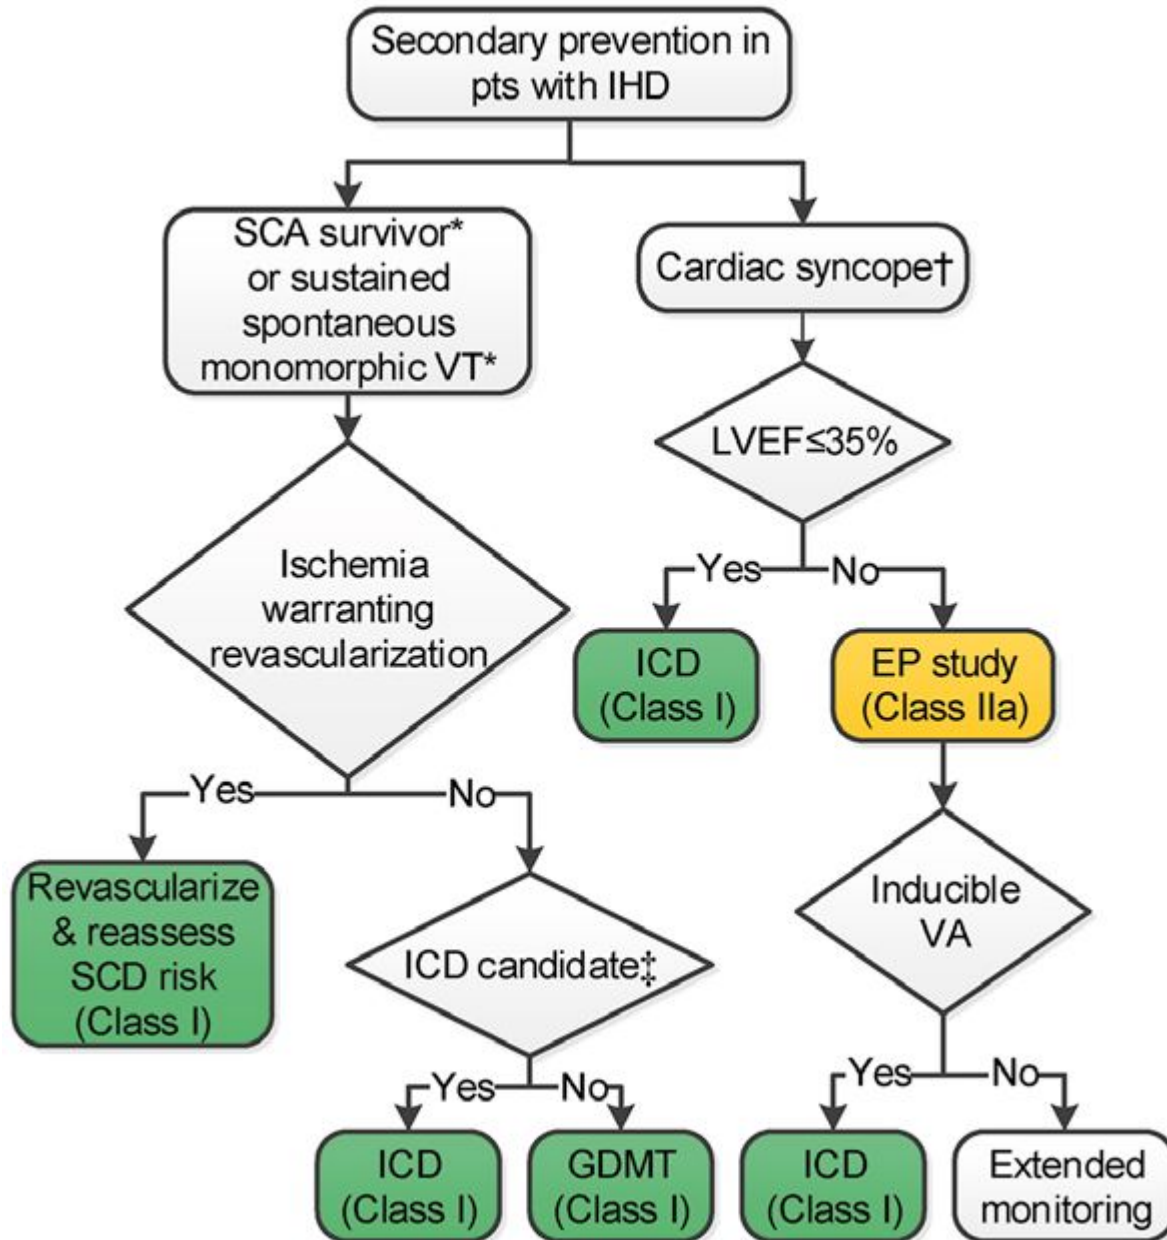 Secondary prevention in
pts with IHD
SCA survivor*
or sustained
spontaneous
monomorphic VT*
Cardiac syncope†
LVEF≤35%
Ischemia
warranting
revascularization
Yes
No
ICD
(Class I)
EP study
(Class IIa)
Yes
No
Revascularize
& reassess
SCD risk
(Class I)
ICD candidate‡
Inducible
VA
Yes
No
Yes
No
ICD
(Class I)
GDMT
(Class I)
ICD
(Class I)
Extended
monitoring